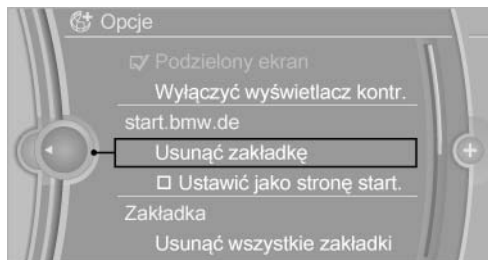 Opcje
Podzielony ekran
Wyłączyć wyświetlacz kontr.
start.bmw.de
Usunąć zakładkę
Ustawić jako stronę start.
Zakładka
Usunąć wszystkie zakładki